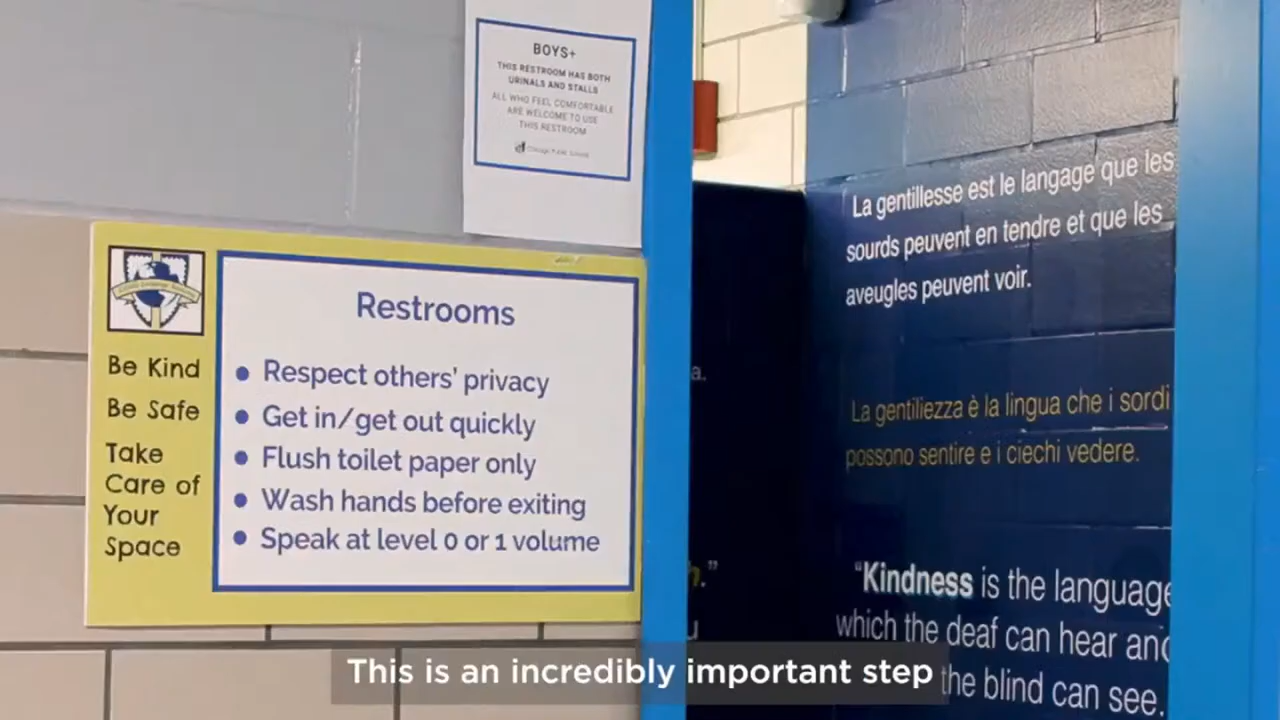 BOYS+
THIS RESTROOM HAS BOTH
URINALS AND STALLS
ALL WHO FEEL COMFORTABLE
ARE WELCOME TO USE
THIS RESTROOM
Chicago Public Schools
Restrooms
Be Kind
Be Safe
Take
Care of
Your
Space
Respect others' privacy
Get in/get out quickly
Flush toilet paper only
Wash hands before exiting
Speak at level 0 or 1 volume
La gentillesse est le langage que les
sourds peuvent en tendre et que les
aveugles peuvent voir.
La gentiliezza è la lingua che i sordi
possono sentire e i ciechi vedere.
"Kindness is the language
which the deaf can hear and
the blind can see.
This is an incredibly important step